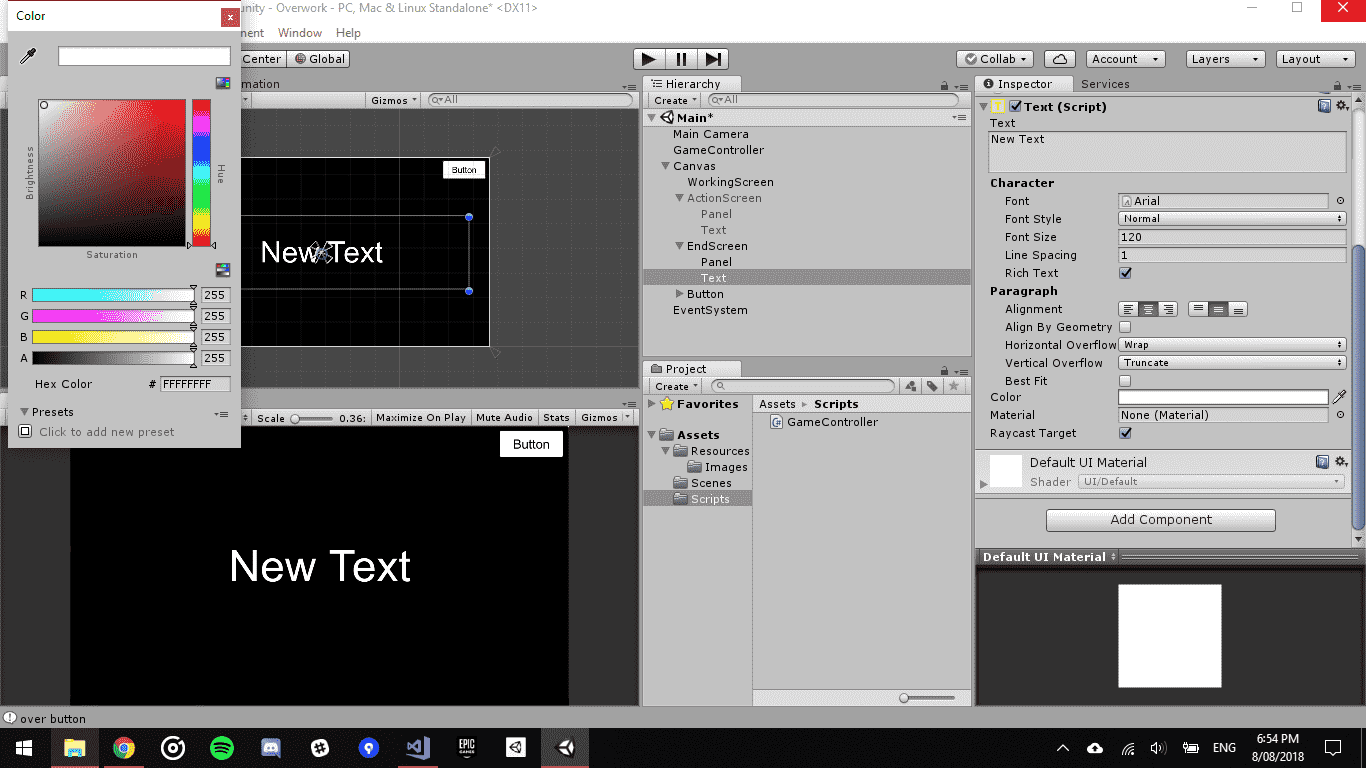 Color
unity - Overwork - PC, Mac & Linux Standalone* <DX11>
Window Help
Center Global
Collab Account Layers Layout
Gizmos All
Brightness
Hue
Saturation
R 255
G 255
B 255
A 255
Hex Color # FFFFFFFF
Presets
Click to add new preset
Button
New Text
Scale 0.36: Maximize On Play Mute Audio Stats Gizmos
Button
New Text
Hierarchy
Create All
Main*
Main Camera
GameController
Canvas
WorkingScreen
ActionScreen
Panel
Text
EndScreen
Panel
Text
Button
EventSystem
Project
Create
Favorites
Assets
Resources
Images
Scenes
Scripts
Assets ▸ Scripts
GameController
Inspector Services
Text (Script)
Text
New Text
Character
Font Arial
Font Style Normal
Font Size 120
Line Spacing 1
Rich Text
Paragraph
Alignment
Align By Geometry
Horizontal Overflow Wrap
Vertical Overflow Truncate
Best Fit
Color
Material None (Material)
Raycast Target
Default UI Material
Shader UI/Default
Add Component
Default UI Material
over button
EPIC
GAMES
ENG
6:54 PM
8/08/2018